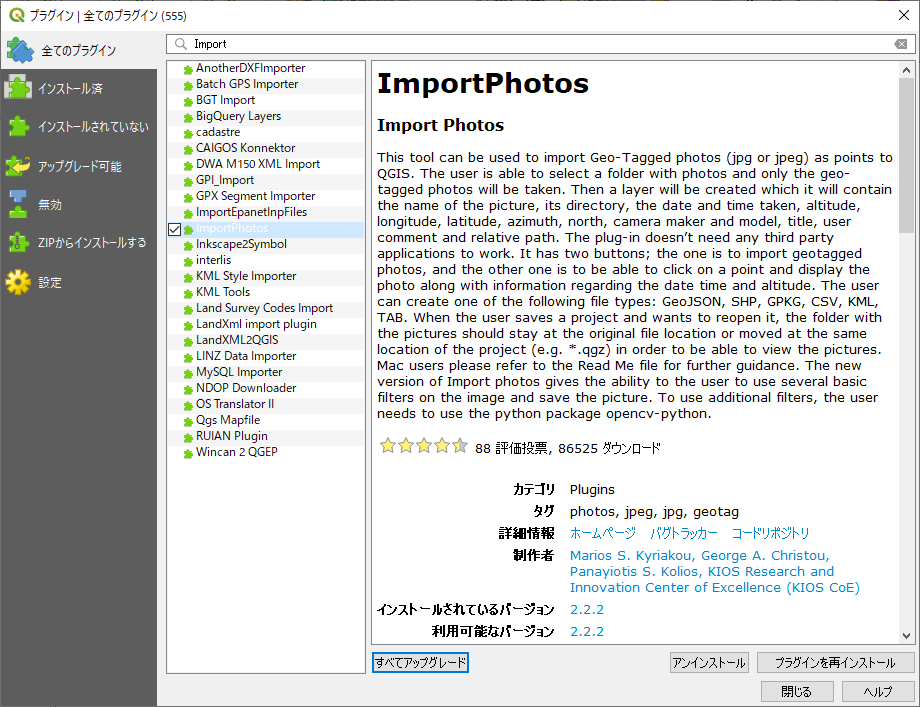 プラグイン | 全てのプラグイン (555)
全てのプラグイン
インストール済
インストールされていない
アップグレード可能
無効
ZIPからインストールする
設定
Import
AnotherDXFImporter
Batch GPS Importer
BGT Import
BigQuery Layers
cadastre
CAIGOS Konnektor
DWA M150 XML Import
GPI_Import
GPX Segment Importer
ImportEpanetInpFiles
ImportPhotos
Inkscape2Symbol
interlis
KML Style Importer
KML Tools
Land Survey Codes Import
LandXml import plugin
LandXML2QGIS
LINZ Data Importer
MySQL Importer
NDOP Downloader
OS Translator II
Qgs Mapfile
RUIAN Plugin
Wincan 2 QGEP
ImportPhotos
Import Photos
This tool can be used to import Geo-Tagged photos (jpg or jpeg) as points to
QGIS. The user is able to select a folder with photos and only the geo-
tagged photos will be taken. Then a layer will be created which it will contain
the name of the picture, its directory, the date and time taken, altitude,
longitude, latitude, azimuth, north, camera maker and model, title, user
comment and relative path. The plug-in doesn’t need any third party
applications to work. It has two buttons; the one is to import geotagged
photos, and the other one is to be able to click on a point and display the
photo along with information regarding the date time and altitude. The user
can create one of the following file types: GeoJSON, SHP, GPKG, CSV, KML,
TAB. When the user saves a project and wants to reopen it, the folder with
the pictures should stay at the original file location or moved at the same
location of the project (e.g. *.qgz) in order to be able to view the pictures.
Mac users please refer to the Read Me file for further guidance. The new
version of Import photos gives the ability to the user to use several basic
filters on the image and save the picture. To use additional filters, the user
needs to use the python package opencv-python.
88 評価投票, 86525 ダウンロード
カテゴリ Plugins
タグ photos, jpeg, jpg, geotag
詳細情報 ホームページ バグトラッカー コードリポジトリ
制作者 Marios S. Kyriakou, George A. Christou,
Panayiotis S. Kolios, KIOS Research and
Innovation Center of Excellence (KIOS CoE)
インストールされているバージョン 2.2.2
利用可能なバージョン 2.2.2
すべてアップグレード アンインストール プラグインを再インストール
閉じる ヘルプ